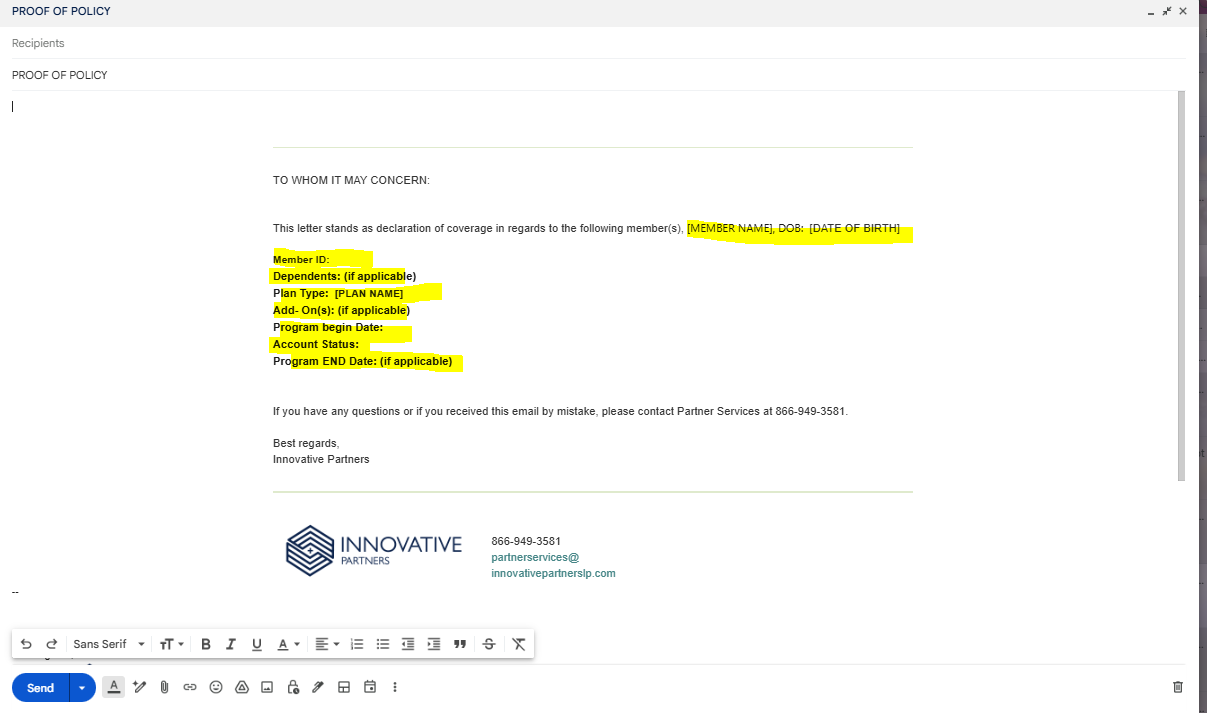 PROOF OF POLICY
Recipients
PROOF OF POLICY
TO WHOM IT MAY CONCERN:
This letter stands as declaration of coverage in regards to the following member(s), [MEMBER NAME], DOB: [DATE OF BIRTH]
Member ID:
Dependents: (if applicable)
Plan Type: [PLAN NAME]
Add- On(s): (if applicable)
Program begin Date:
Account Status:
Program END Date: (if applicable)
If you have any questions or if you received this email by mistake, please contact Partner Services at 866-949-3581.
Best regards,
Innovative Partners
INNOVATIVE
PARTNERS
866-949-3581
partnerservices@
innovativepartnerslp.com
--
Sans Serif
Send